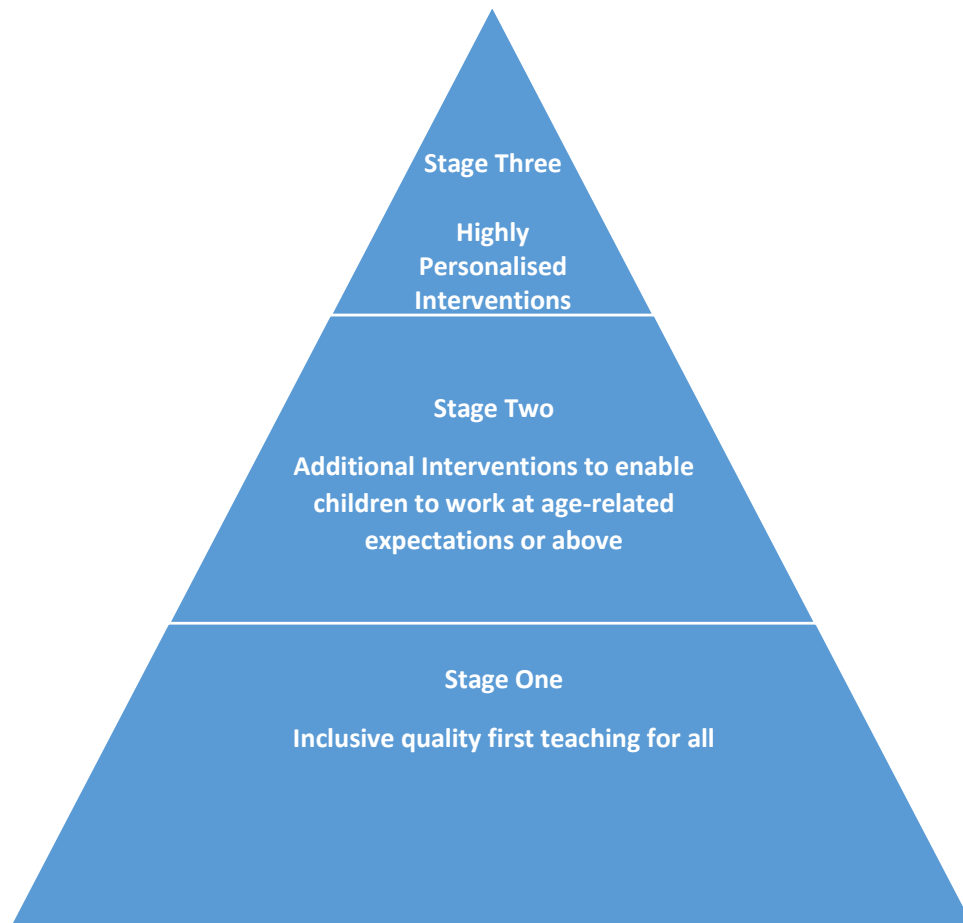 Stage Three
Highly
Personalised
Interventions
Stage Two
Additional Interventions to enable
children to work at age-related
expectations or above
Stage One
Inclusive quality first teaching for all